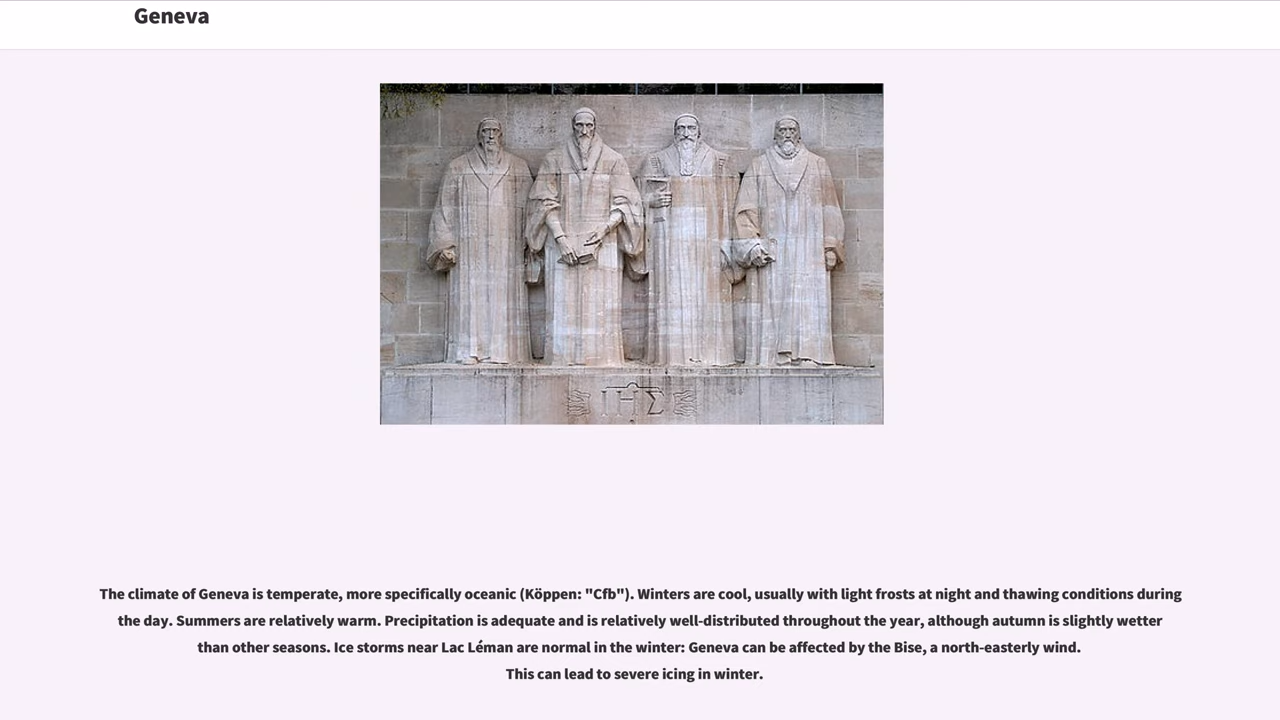 Geneva
ΙΗΣ
The climate of Geneva is temperate, more specifically oceanic (Köppen: "Cfb"). Winters are cool, usually with light frosts at night and thawing conditions during
the day. Summers are relatively warm. Precipitation is adequate and is relatively well-distributed throughout the year, although autumn is slightly wetter
than other seasons. Ice storms near Lac Léman are normal in the winter: Geneva can be affected by the Bise, a north-easterly wind.
This can lead to severe icing in winter.